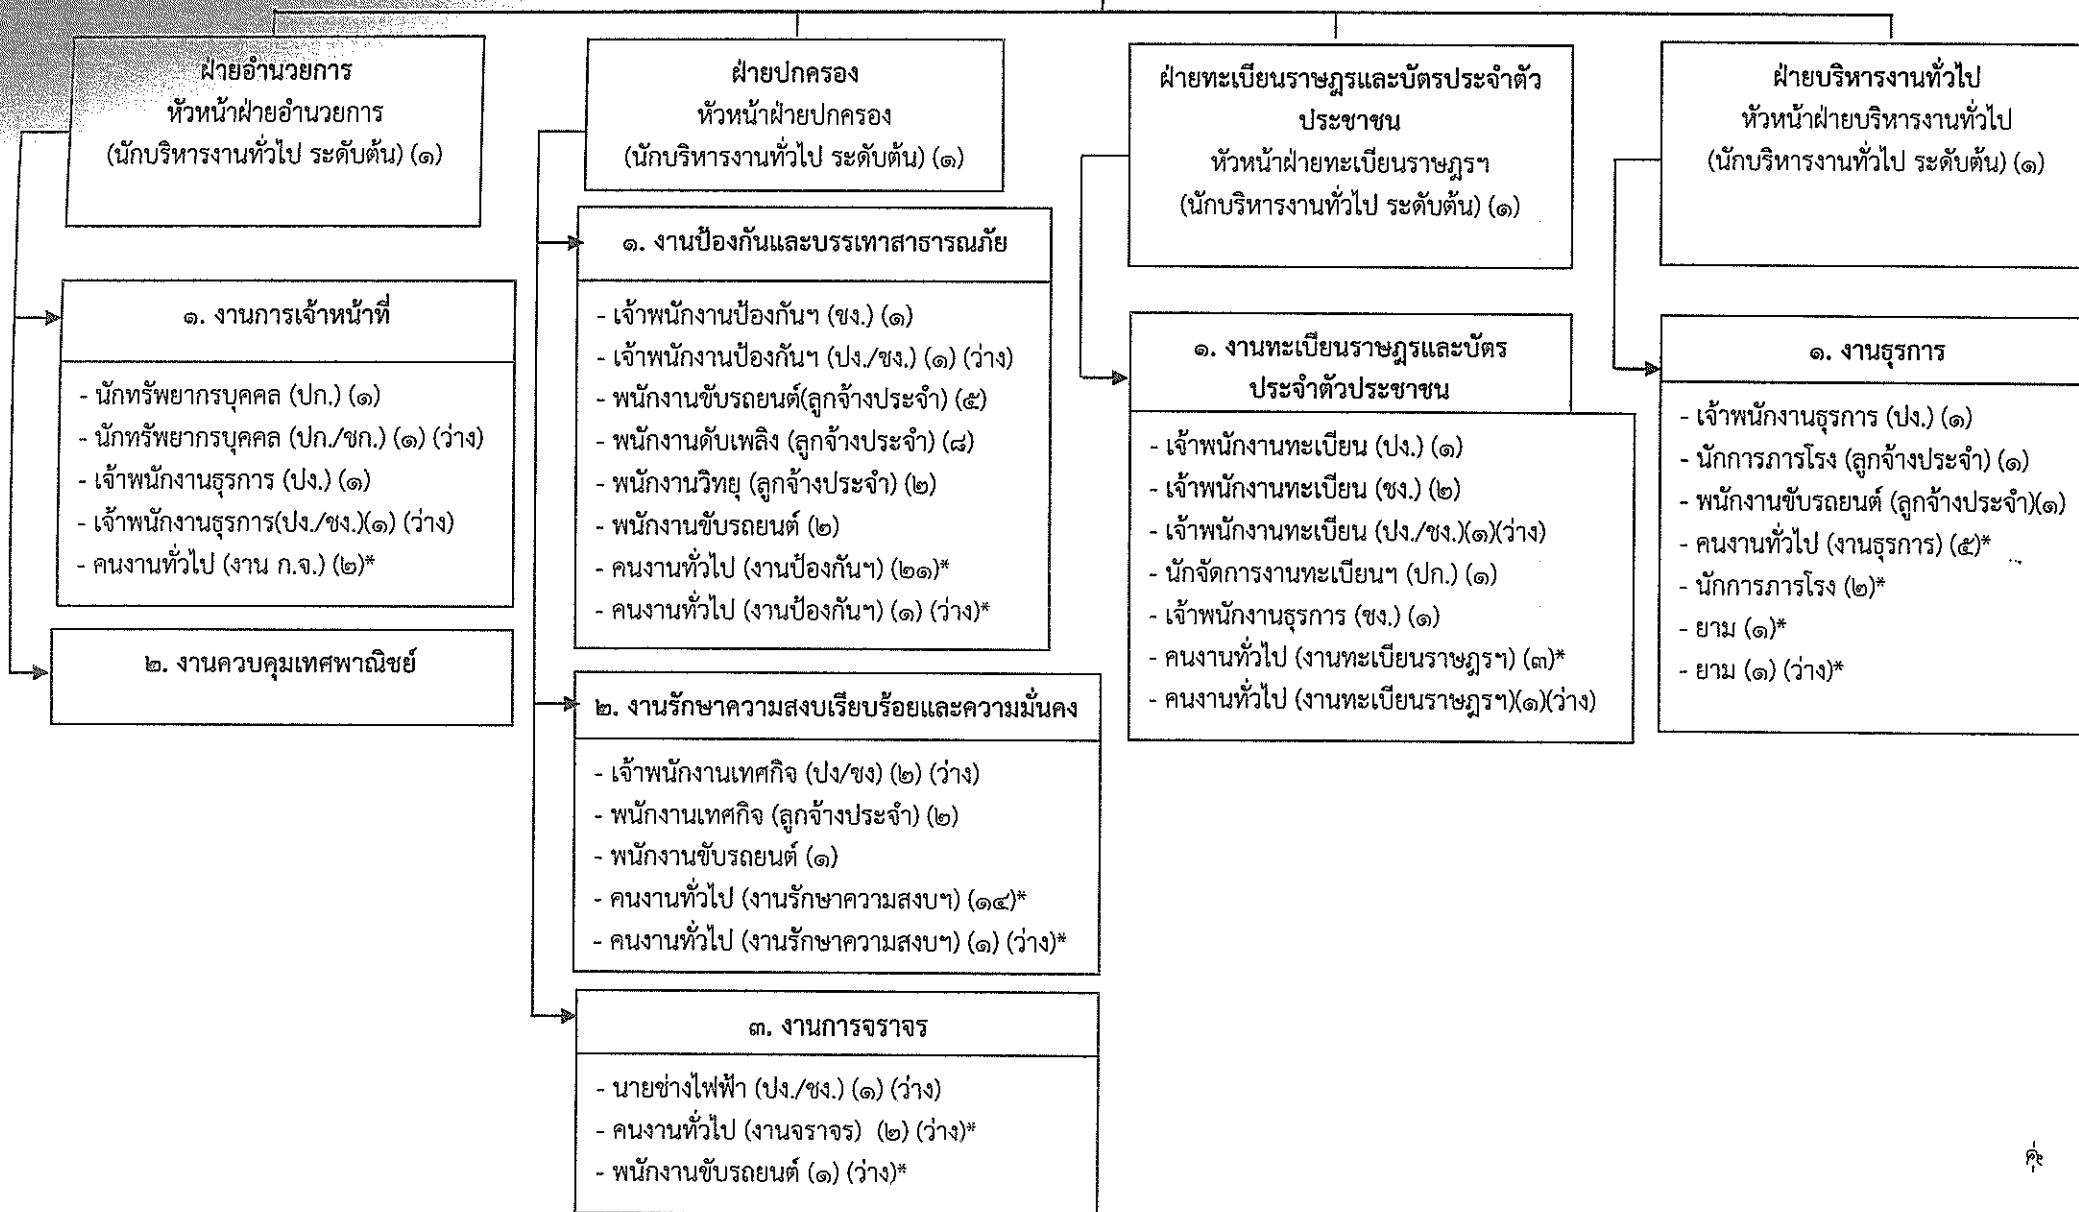 ฝ่ายอำนวยการ
หัวหน้าฝ่ายอำนวยการ
(นักบริหารงานทั่วไป ระดับต้น) (๑)
๑. งานการเจ้าหน้าที่
- นักทรัพยากรบุคคล (ปก.) (๑)
- นักทรัพยากรบุคคล (ปก./ชก.) (๑) (ว่าง)
- เจ้าพนักงานธุรการ (ปง.) (๑)
- เจ้าพนักงานธุรการ(ปง./ชง.)(๑) (ว่าง)
- คนงานทั่วไป (งาน ก.จ.) (๒)*
๒. งานควบคุมเทศพาณิชย์
ฝ่ายปกครอง
หัวหน้าฝ่ายปกครอง
(นักบริหารงานทั่วไป ระดับต้น) (๑)
๑. งานป้องกันและบรรเทาสาธารณภัย
- เจ้าพนักงานป้องกันฯ (ชง.) (๑)
- เจ้าพนักงานป้องกันฯ (ปง./ชง.) (๑) (ว่าง)
- พนักงานขับรถยนต์(ลูกจ้างประจำ) (๕)
- พนักงานดับเพลิง (ลูกจ้างประจำ) (๘)
- พนักงานวิทยุ (ลูกจ้างประจำ) (๒)
- พนักงานขับรถยนต์ (๒)
- คนงานทั่วไป (งานป้องกันฯ) (๒๑)*
- คนงานทั่วไป (งานป้องกันฯ) (๑) (ว่าง)*
๒. งานรักษาความสงบเรียบร้อยและความมั่นคง
- เจ้าพนักงานเทศกิจ (ปง/ชง) (๒) (ว่าง)
- พนักงานเทศกิจ (ลูกจ้างประจำ) (๒)
- พนักงานขับรถยนต์ (๑)
- คนงานทั่วไป (งานรักษาความสงบฯ) (๑๔)*
- คนงานทั่วไป (งานรักษาความสงบฯ) (๑) (ว่าง)*
๓. งานการจราจร
- นายช่างไฟฟ้า (ปง./ชง.) (๑) (ว่าง)
- คนงานทั่วไป (งานจราจร) (๒) (ว่าง)*
- พนักงานขับรถยนต์ (๑) (ว่าง)*
ฝ่ายทะเบียนราษฎรและบัตรประจำตัว
ประชาชน
หัวหน้าฝ่ายทะเบียนราษฎรฯ
(นักบริหารงานทั่วไป ระดับต้น) (๑)
๑. งานทะเบียนราษฎรและบัตร
ประจำตัวประชาชน
- เจ้าพนักงานทะเบียน (ปง.) (๑)
- เจ้าพนักงานทะเบียน (ชง.) (๒)
- เจ้าพนักงานทะเบียน (ปง./ชง.)(๑)(ว่าง)
- นักจัดการงานทะเบียนฯ (ปก.) (๑)
- เจ้าพนักงานธุรการ (ชง.) (๑)
- คนงานทั่วไป (งานทะเบียนราษฎรฯ) (๓)*
- คนงานทั่วไป (งานทะเบียนราษฎรฯ)(๑)(ว่าง)
ฝ่ายบริหารงานทั่วไป
หัวหน้าฝ่ายบริหารงานทั่วไป
(นักบริหารงานทั่วไป ระดับต้น) (๑)
๑. งานธุรการ
- เจ้าพนักงานธุรการ (ปง.) (๑)
- นักการภารโรง (ลูกจ้างประจำ) (๑)
- พนักงานขับรถยนต์ (ลูกจ้างประจำ)(๑)
- คนงานทั่วไป (งานธุรการ) (๕)*
- นักการภารโรง (๒)*
- ยาม (๑)*
- ยาม (๑) (ว่าง)*